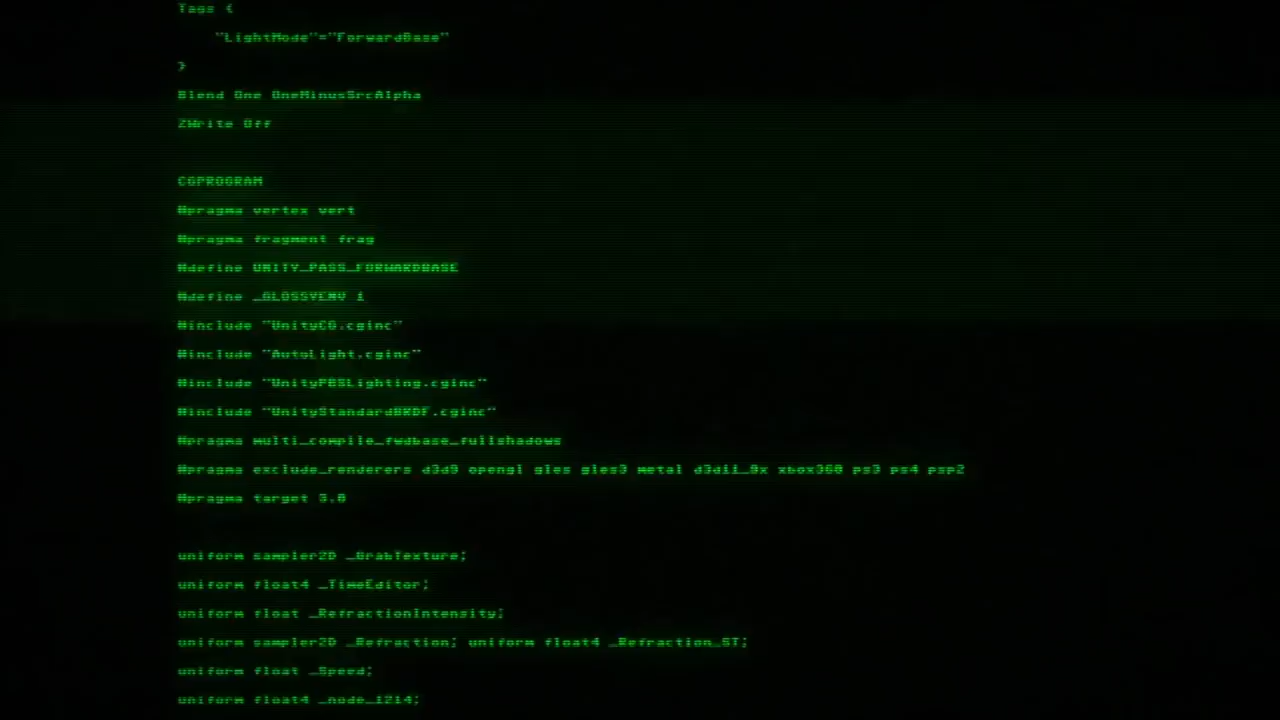 Tags {
"LightMode"="ForwardBase"
}
Blend One OneMinusSrcAlpha
ZWrite Off
CGPROGRAM
#pragma vertex vert
#pragma fragment frag
#define UNITY_PASS_FORWARDBASE
#define _GLOSSYENV 1
#include "UnityCG.cginc"
#include "AutoLight.cginc"
#include "UnityPBSLighting.cginc"
#include "UnityStandardBRDF.cginc"
#pragma multi_compile_fwdbase_fullshadows
#pragma exclude_renderers d3d9 opengl gles gles3 metal d3d11_9x xbox360 ps3 ps4 psp2
#pragma target 3.0
uniform sampler2D _GrabTexture;
uniform float4 _TimeEditor;
uniform float _RefractionIntensity;
uniform sampler2D _Refraction; uniform float4 _Refraction_ST;
uniform float _Speed;
uniform float4 _node_1214;